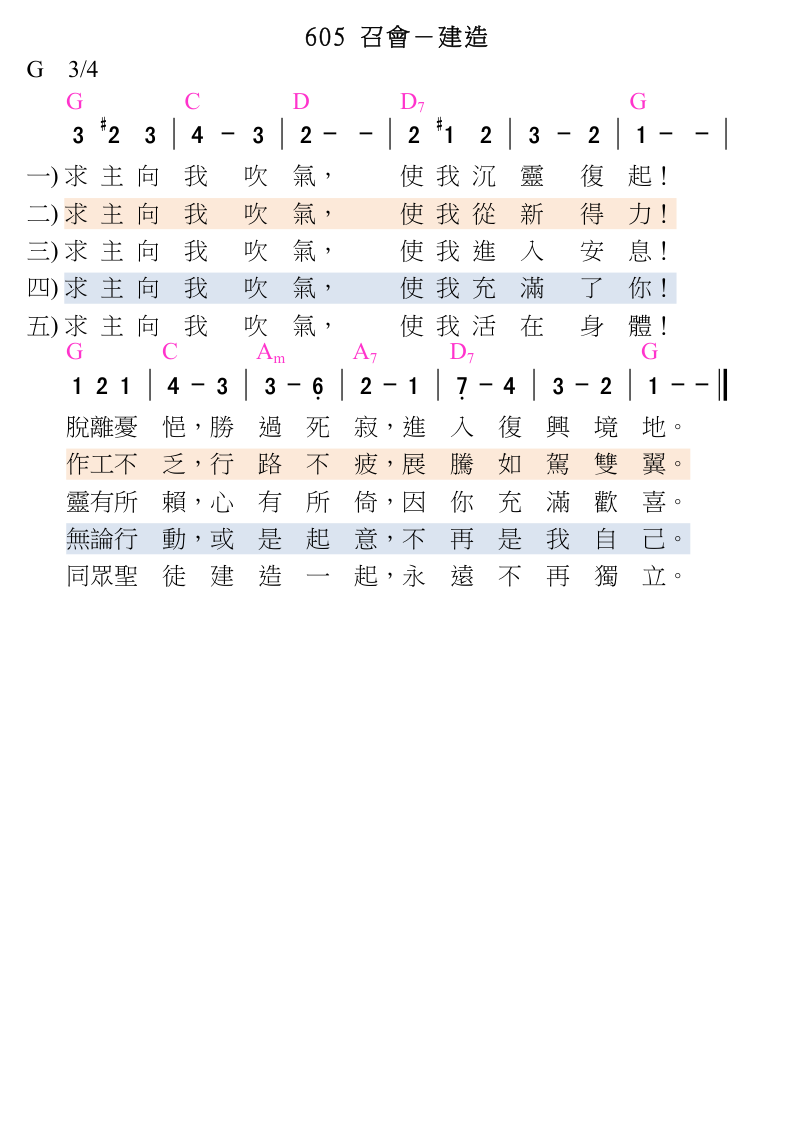 605 召會－建造
G 3/4
G C D D7 G
3 #2 3 | 4 － 3 | 2 － － | 2 #1 2 | 3 － 2 | 1 － － |
一) 求主向我吹氣，使我沉靈復起！
二) 求主向我吹氣，使我從新得力！
三) 求主向我吹氣，使我進入安息！
四) 求主向我吹氣，使我充滿了你！
五) 求主向我吹氣，使我活在身體！
G C Am A7 D7 G
1 2 1 | 4 － 3 | 3 － 6̣ | 2 － 1 | 7̣ － 4 | 3 － 2 | 1 － － ‖
脫離憂悒，勝過死寂，進入復興境地。
作工不乏，行路不疲，展騰如駕雙翼。
靈有所賴，心有所倚，因你充滿歡喜。
無論行動，或是起意，不再是我自己。
同眾聖徒建造一起，永遠不再獨立。